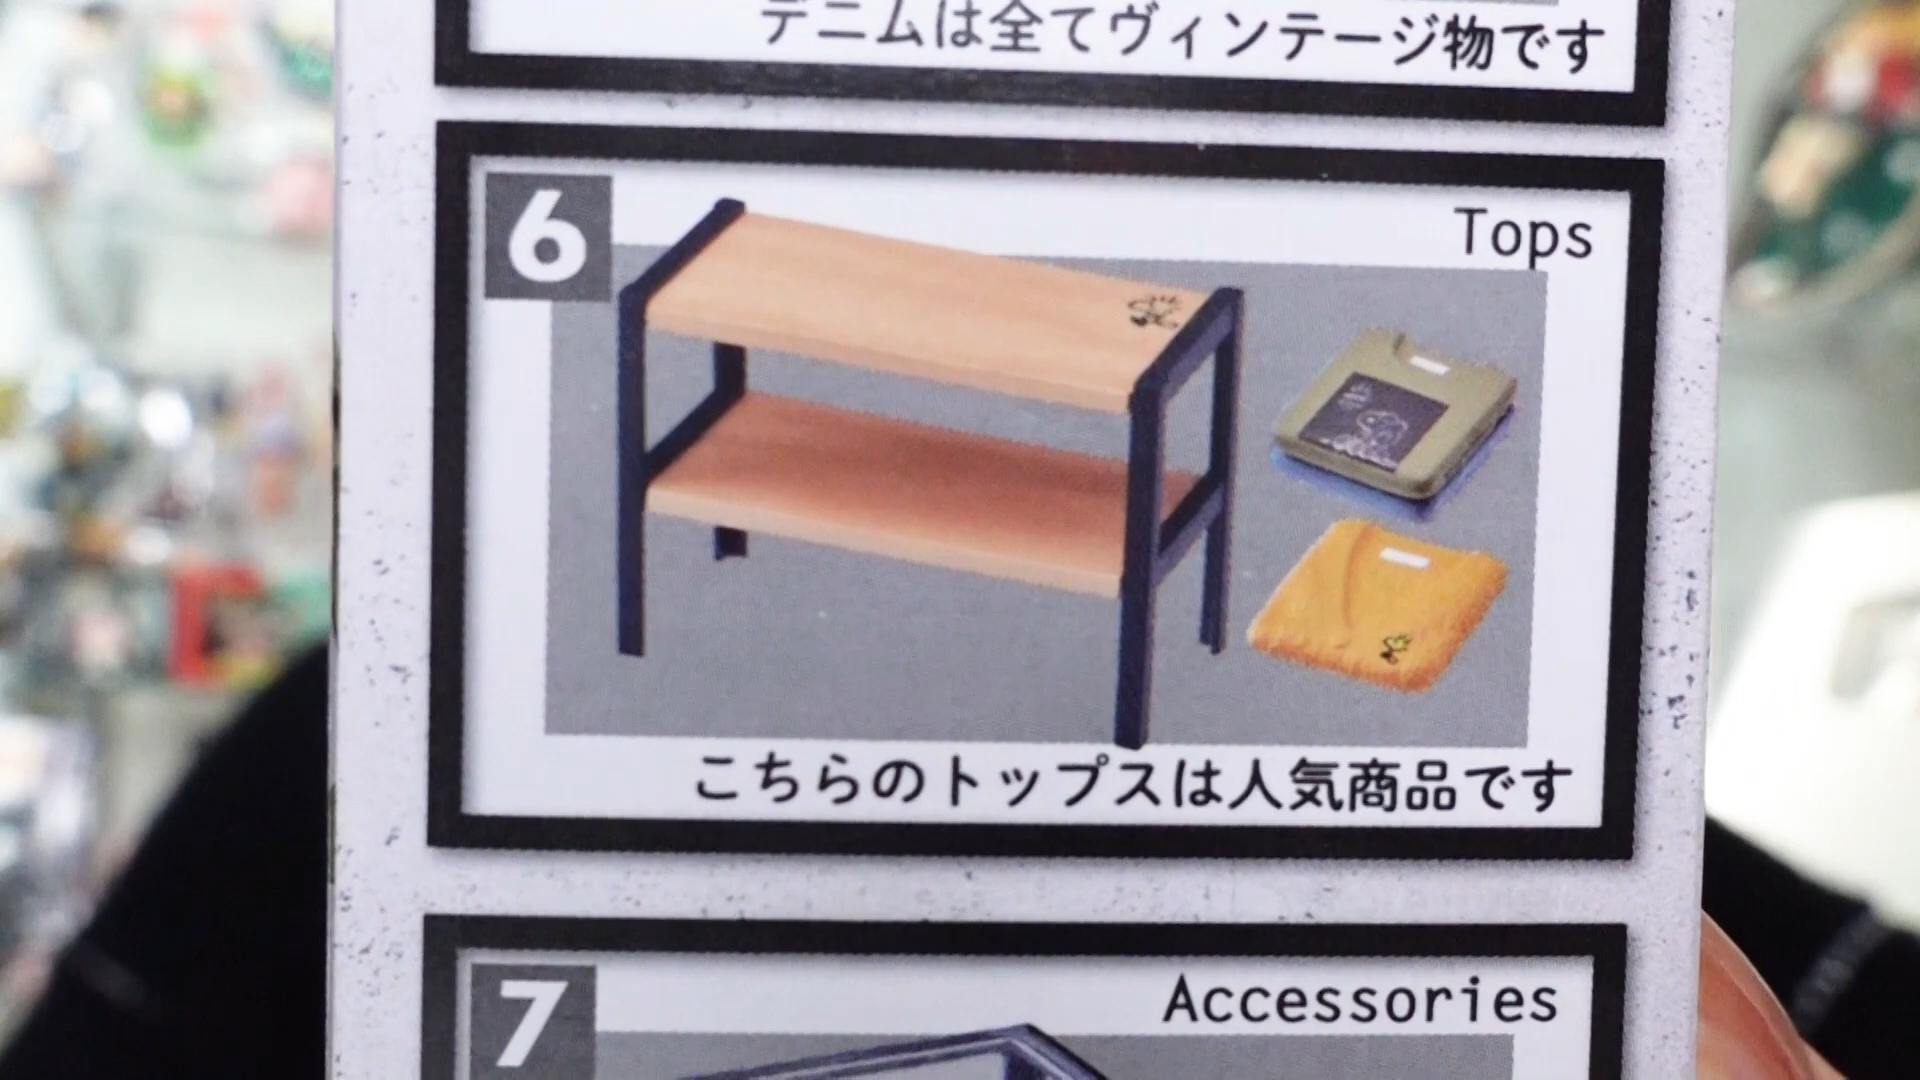 デニムは全てヴィンテージ物です
6
Tops
こちらのトップスは人気商品です
7
Accessories